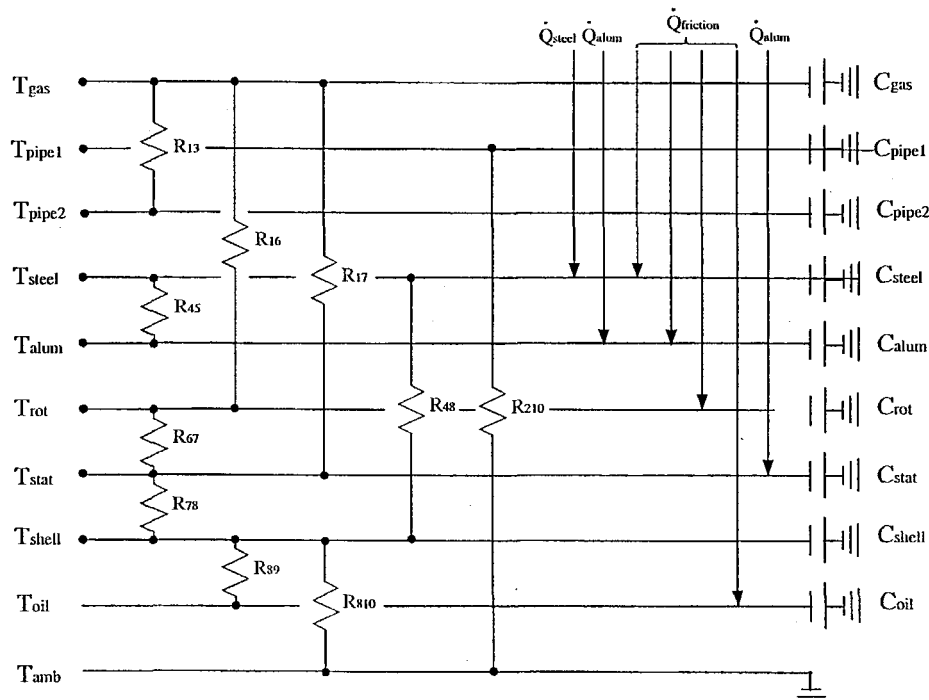 Q̇steel Q̇alum Q̇friction Q̇alum
Tgas Cgas
Tpipe1 R13 Cpipe1
Tpipe2 Cpipe2
R16
Tsteel R17 Csteel
R45
Talum Calum
Trot R48 R210 Crot
R67
Tstat Cstat
R78
Tshell Cshell
R89
Toil R810 Coil
Tamb